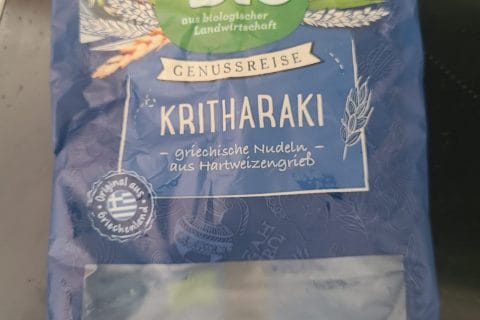 aus biologischer
Landwirtschaft
GENUSSREISE
KRITHARAKI
– griechische Nudeln –
aus Hartweizengrieß
Original aus
Griechenland